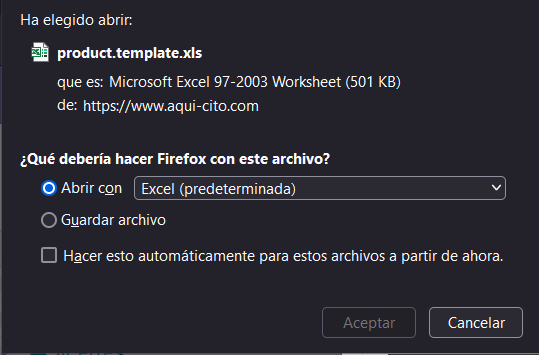 Ha elegido abrir:
product.template.xls
que es: Microsoft Excel 97-2003 Worksheet (501 KB)
de: https://www.aqui-cito.com
¿Qué debería hacer Firefox con este archivo?
Abrir con Excel (predeterminada)
Guardar archivo
Hacer esto automáticamente para estos archivos a partir de ahora.
Aceptar Cancelar